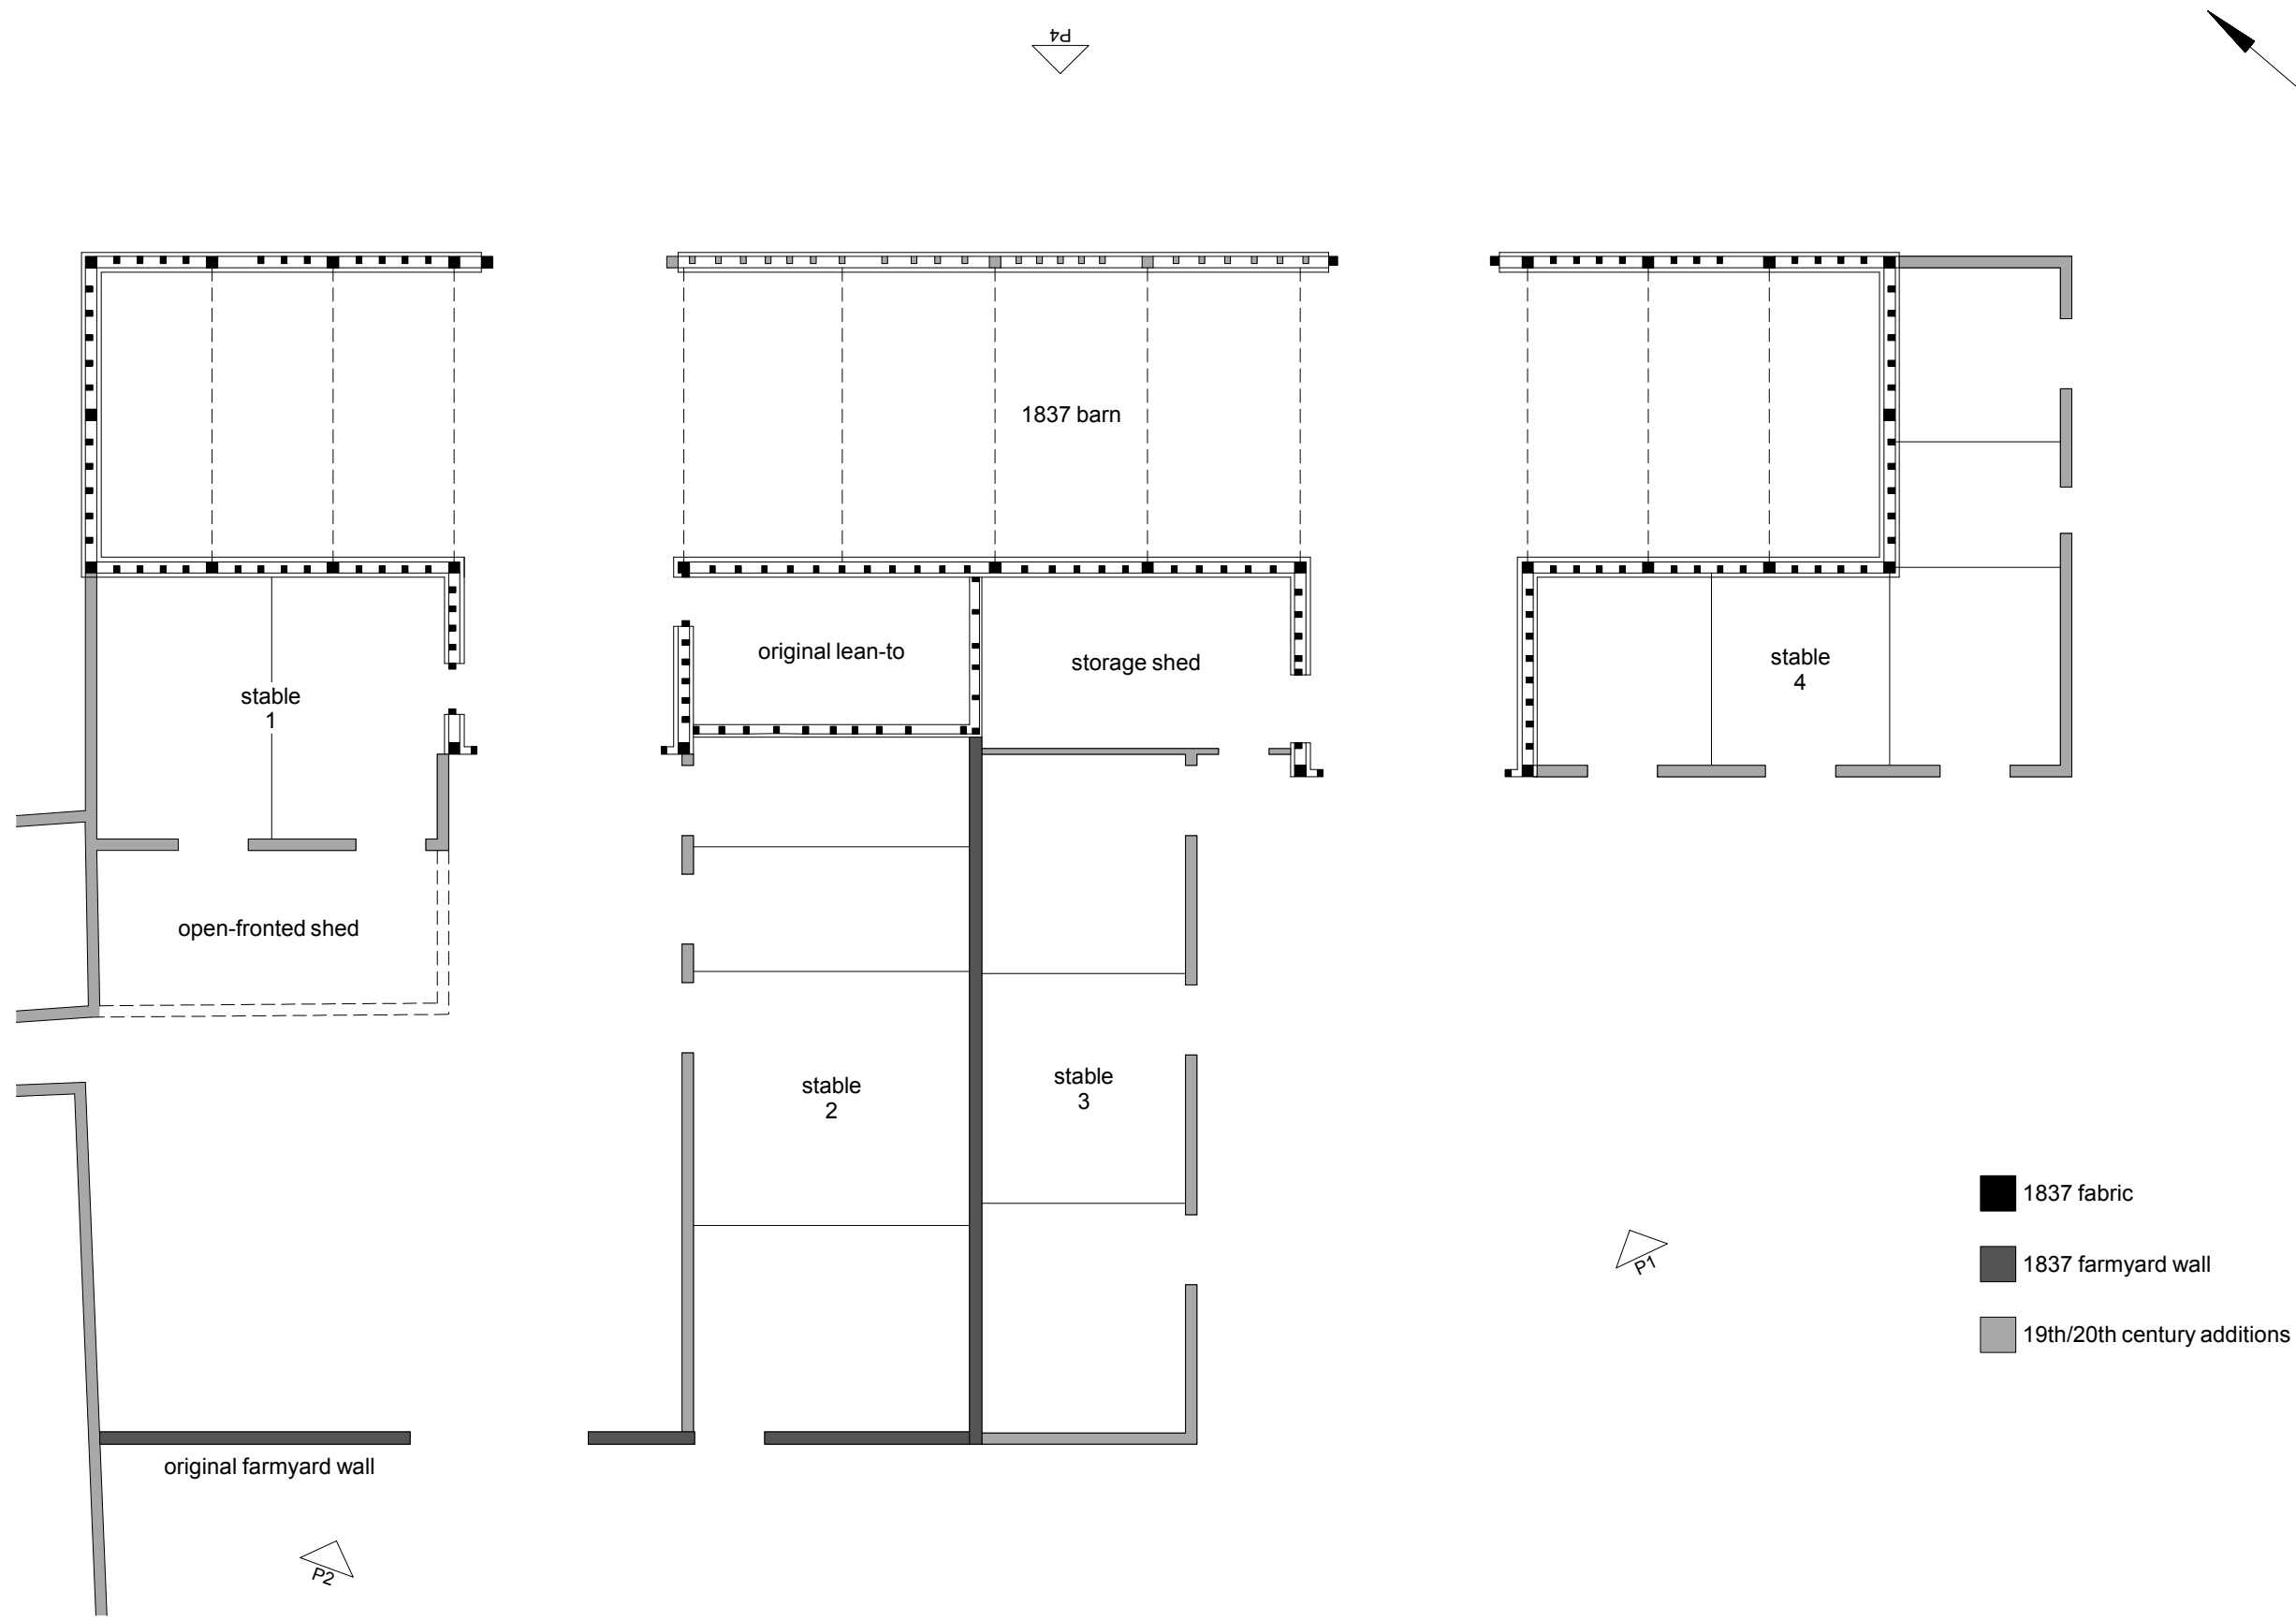 P4
1837 barn
original lean-to
storage shed
stable
4
stable
1
open-fronted shed
stable
2
stable
3
1837 fabric
P1
1837 farmyard wall
19th/20th century additions
original farmyard wall
P2